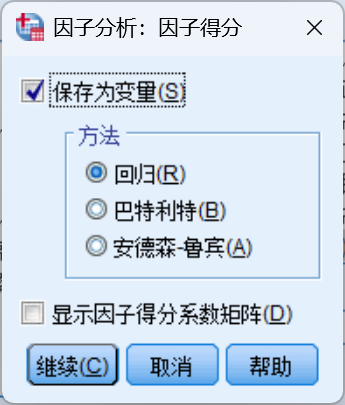 因子分析：因子得分
保存为变量(S)
方法
回归(R)
巴特利特(B)
安德森-鲁宾(A)
显示因子得分系数矩阵(D)
继续(C) 取消 帮助